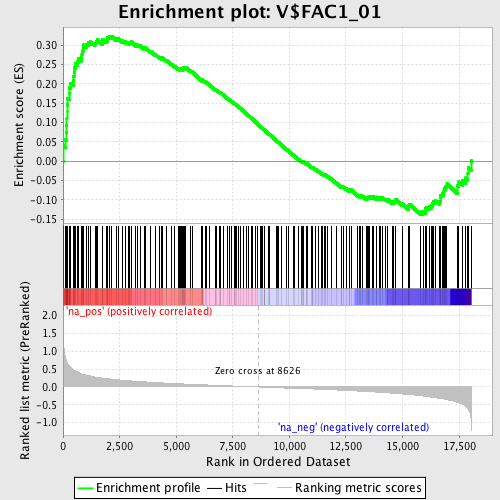 Enrichment plot: V$FAC1_01
Enrichment score (ES)
0.30
0.25
0.20
0.15
0.10
0.05
0.00
-0.05
-0.10
-0.15
'na_pos' (positively correlated)
Ranked list metric (PreRanked)
2.0
1.5
1.0
0.5
0.0
-0.5
-1.0
Zero cross at 8626
'na_neg' (negatively correlated)
0
2,500
5,000
7,500
10,000
12,500
15,000
17,500
Rank in Ordered Dataset
Enrichment profile
Hits
Ranking metric scores